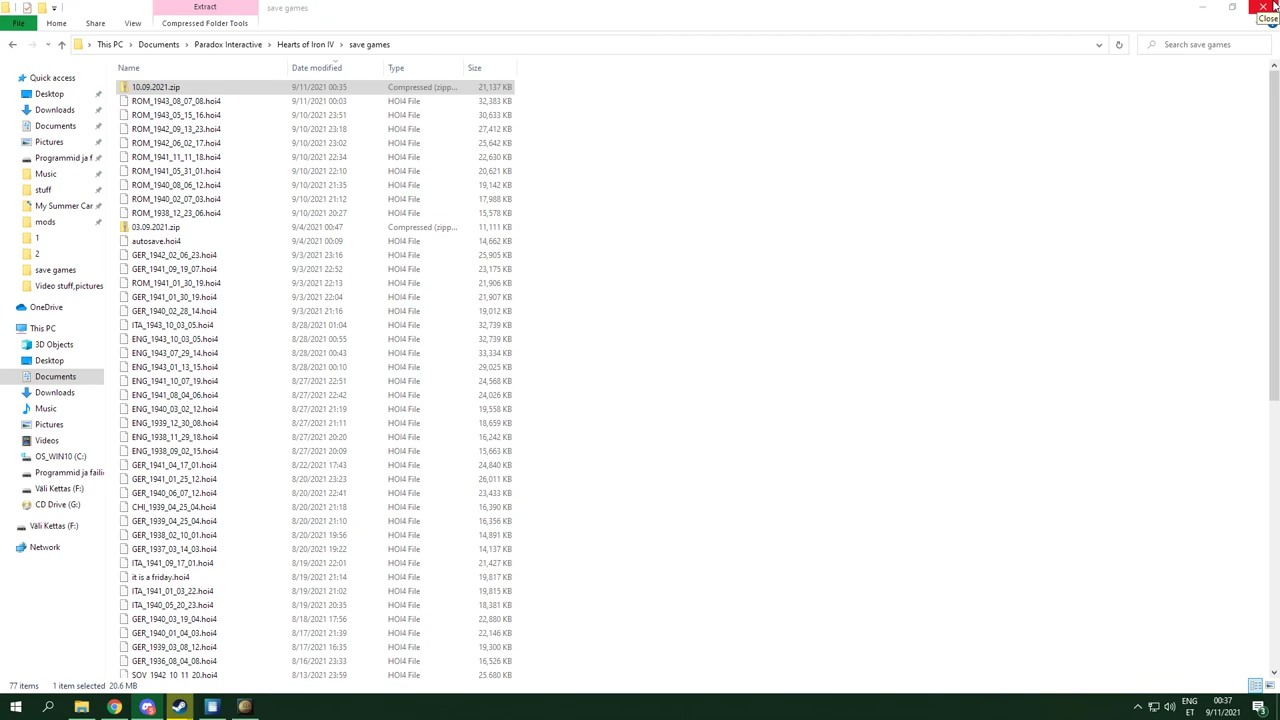 Extract
save games
File
Home
Share
View
Compressed Folder Tools
Close
This PC
Documents
Paradox Interactive
Hearts of Iron IV
save games
Search save games
Name
Date modified
Type
Size
Quick access
Desktop
Downloads
Documents
Pictures
Programmid ja f
Music
stuff
My Summer Car
mods
1
2
save games
Video stuff,pictures
OneDrive
This PC
3D Objects
Desktop
Documents
Downloads
Music
Pictures
Videos
OS_WIN10 (C:)
Programmid ja failid
Väli Kettas (F:)
CD Drive (G:)
Väli Kettas (F:)
Network
10.09.2021.zip 9/11/2021 00:35 Compressed (zipp... 21,137 KB
ROM_1943_08_07_08.hoi4 9/11/2021 00:03 HOI4 File 32,383 KB
ROM_1943_05_15_16.hoi4 9/10/2021 23:51 HOI4 File 30,633 KB
ROM_1942_09_13_23.hoi4 9/10/2021 23:18 HOI4 File 27,412 KB
ROM_1942_06_02_17.hoi4 9/10/2021 23:02 HOI4 File 25,642 KB
ROM_1941_11_11_18.hoi4 9/10/2021 22:34 HOI4 File 22,630 KB
ROM_1941_05_31_01.hoi4 9/10/2021 22:10 HOI4 File 20,621 KB
ROM_1940_08_06_12.hoi4 9/10/2021 21:35 HOI4 File 19,142 KB
ROM_1940_02_07_03.hoi4 9/10/2021 21:12 HOI4 File 17,988 KB
ROM_1938_12_23_06.hoi4 9/10/2021 20:27 HOI4 File 15,578 KB
03.09.2021.zip 9/4/2021 00:47 Compressed (zipp... 11,111 KB
autosave.hoi4 9/4/2021 00:09 HOI4 File 14,662 KB
GER_1942_02_06_23.hoi4 9/3/2021 23:16 HOI4 File 25,905 KB
GER_1941_09_19_07.hoi4 9/3/2021 22:52 HOI4 File 23,175 KB
ROM_1941_01_30_19.hoi4 9/3/2021 22:13 HOI4 File 21,906 KB
GER_1941_01_30_19.hoi4 9/3/2021 22:04 HOI4 File 21,907 KB
GER_1940_02_28_14.hoi4 9/3/2021 21:16 HOI4 File 19,012 KB
ITA_1943_10_03_05.hoi4 8/28/2021 01:04 HOI4 File 32,739 KB
ENG_1943_10_03_05.hoi4 8/28/2021 00:55 HOI4 File 32,739 KB
ENG_1943_07_29_14.hoi4 8/28/2021 00:43 HOI4 File 33,334 KB
ENG_1943_01_13_15.hoi4 8/28/2021 00:10 HOI4 File 29,025 KB
ENG_1941_10_07_19.hoi4 8/27/2021 22:51 HOI4 File 24,568 KB
ENG_1941_08_04_06.hoi4 8/27/2021 22:42 HOI4 File 24,026 KB
ENG_1940_03_02_12.hoi4 8/27/2021 21:19 HOI4 File 19,558 KB
ENG_1939_12_30_08.hoi4 8/27/2021 21:11 HOI4 File 18,659 KB
ENG_1938_11_29_18.hoi4 8/27/2021 20:20 HOI4 File 16,242 KB
ENG_1938_09_02_15.hoi4 8/27/2021 20:09 HOI4 File 15,663 KB
GER_1941_04_17_01.hoi4 8/22/2021 17:43 HOI4 File 24,840 KB
GER_1941_01_25_12.hoi4 8/20/2021 23:23 HOI4 File 26,011 KB
GER_1940_06_07_12.hoi4 8/20/2021 22:41 HOI4 File 23,433 KB
CHI_1939_04_25_04.hoi4 8/20/2021 21:18 HOI4 File 16,390 KB
GER_1939_04_25_04.hoi4 8/20/2021 21:10 HOI4 File 16,356 KB
GER_1938_02_10_01.hoi4 8/20/2021 19:56 HOI4 File 14,891 KB
GER_1937_03_14_03.hoi4 8/20/2021 19:22 HOI4 File 14,137 KB
ITA_1941_09_17_01.hoi4 8/19/2021 22:01 HOI4 File 21,427 KB
it is a friday.hoi4 8/19/2021 21:14 HOI4 File 19,817 KB
ITA_1941_01_03_22.hoi4 8/19/2021 21:02 HOI4 File 19,815 KB
ITA_1940_05_20_23.hoi4 8/19/2021 20:35 HOI4 File 18,381 KB
GER_1940_03_19_04.hoi4 8/18/2021 17:56 HOI4 File 22,880 KB
GER_1940_01_04_03.hoi4 8/17/2021 21:39 HOI4 File 22,146 KB
GER_1939_03_08_12.hoi4 8/17/2021 16:35 HOI4 File 19,300 KB
GER_1936_08_04_08.hoi4 8/16/2021 23:33 HOI4 File 16,526 KB
SOV_1942_10_11_20.hoi4 8/13/2021 23:59 HOI4 File 25,680 KB
77 items 1 item selected 20.6 MB
ENG
ET
00:37
9/11/2021
3